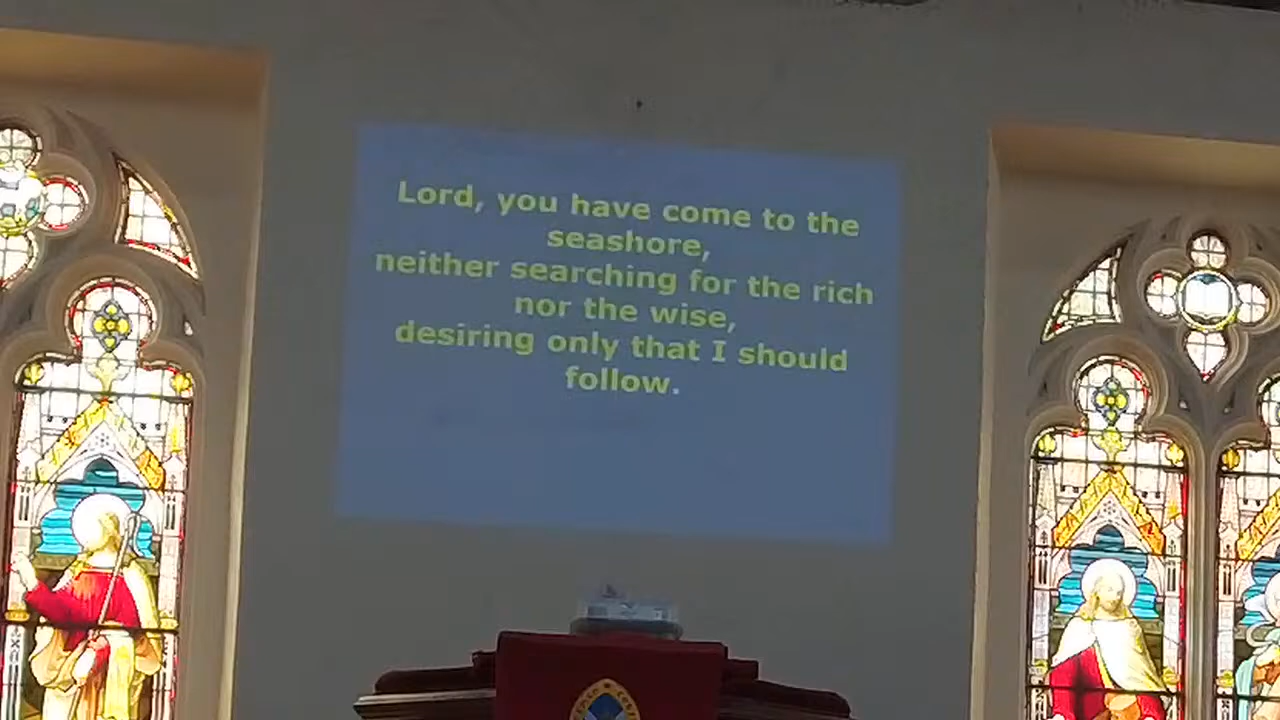 Lord, you have come to the
seashore,
neither searching for the rich
nor the wise,
desiring only that I should
follow.